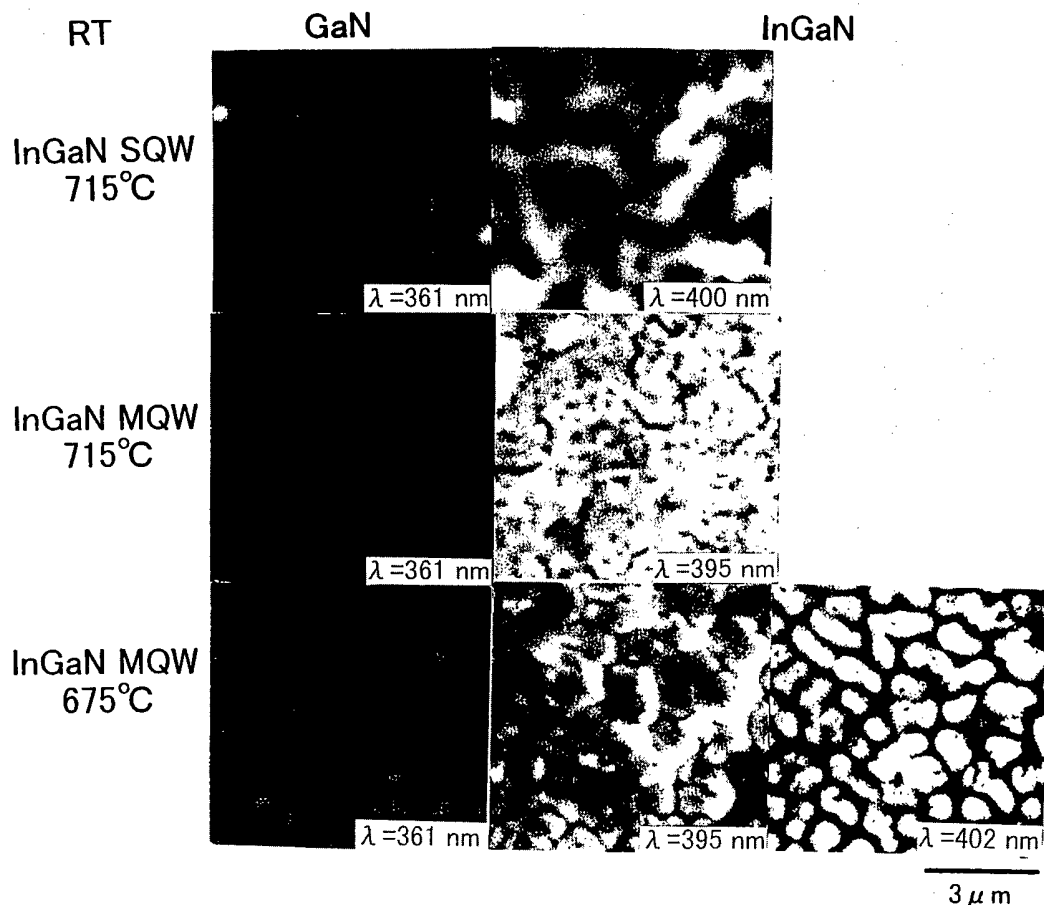 RT GaN InGaN
InGaN SQW
715℃
λ=361 nm λ=400 nm
InGaN MQW
715℃
λ=361 nm λ=395 nm
InGaN MQW
675℃
λ=361 nm λ=395 nm λ=402 nm
3 μm